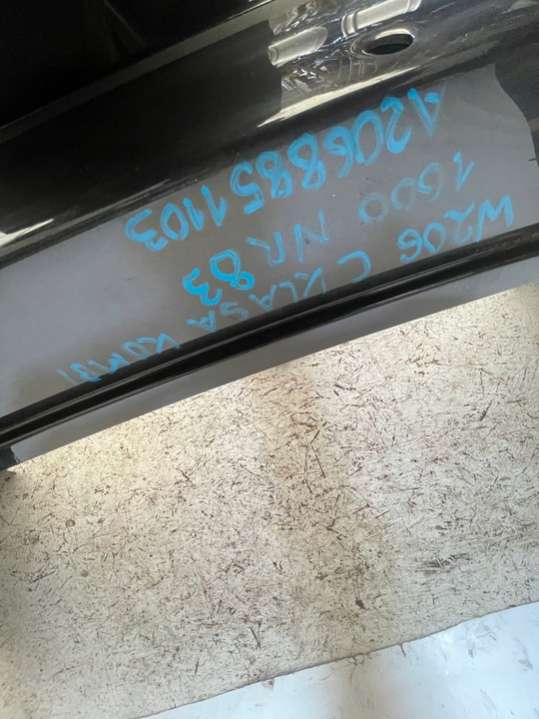 A2068851103
1600 NR 83
W206 C KLASA KOMBI